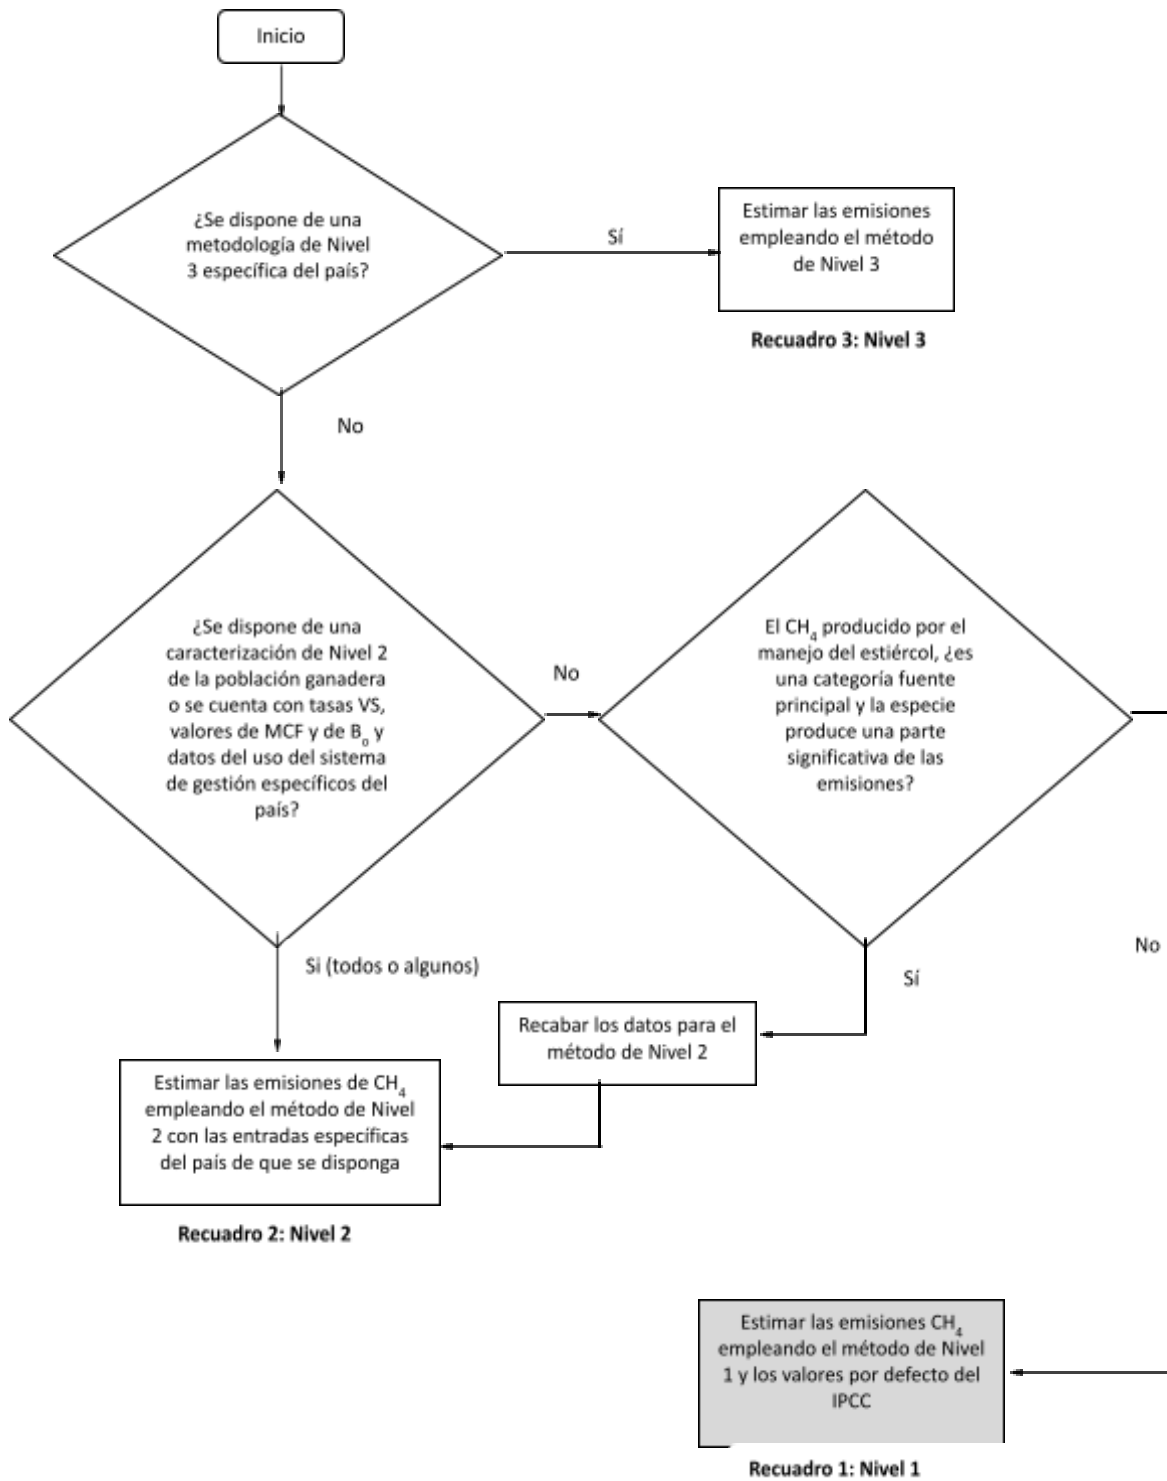 Inicio
¿Se dispone de una
metodología de Nivel
3 específica del país?
Sí
Estimar las emisiones
empleando el método
de Nivel 3
Recuadro 3: Nivel 3
No
¿Se dispone de una
caracterización de Nivel 2
de la población ganadera
o se cuenta con tasas VS,
valores de MCF y de B₀ y
datos del uso del sistema
de gestión específicos del
país?
No
El CH₄ producido por el
manejo del estiércol, ¿es
una categoría fuente
principal y la especie
produce una parte
significativa de las
emisiones?
No
Si (todos o algunos)
Sí
Recabar los datos para el
método de Nivel 2
Estimar las emisiones de CH₄
empleando el método de Nivel
2 con las entradas específicas
del país de que se disponga
Recuadro 2: Nivel 2
Estimar las emisiones CH₄
empleando el método de Nivel
1 y los valores por defecto del
IPCC
Recuadro 1: Nivel 1